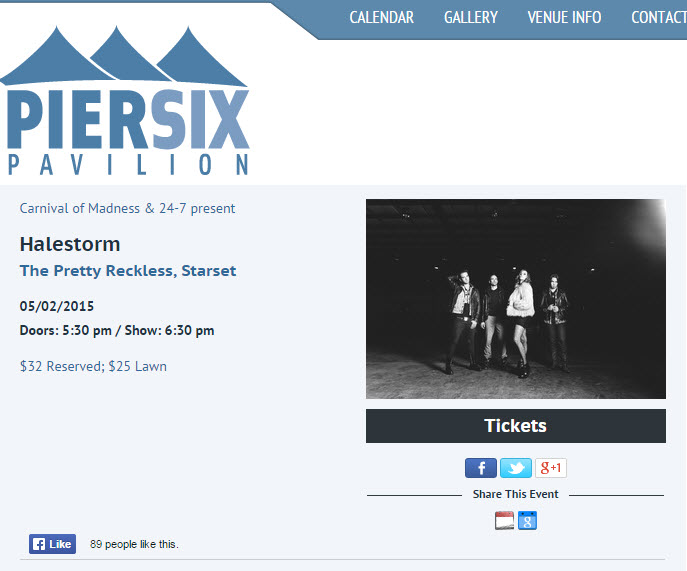 CALENDAR GALLERY VENUE INFO CONTACT
PIERSIX
PAVILION
Carnival of Madness & 24-7 present
Halestorm
The Pretty Reckless, Starset
05/02/2015
Doors: 5:30 pm / Show: 6:30 pm
$32 Reserved; $25 Lawn
Tickets
f g+1
Share This Event
g
f Like 89 people like this.